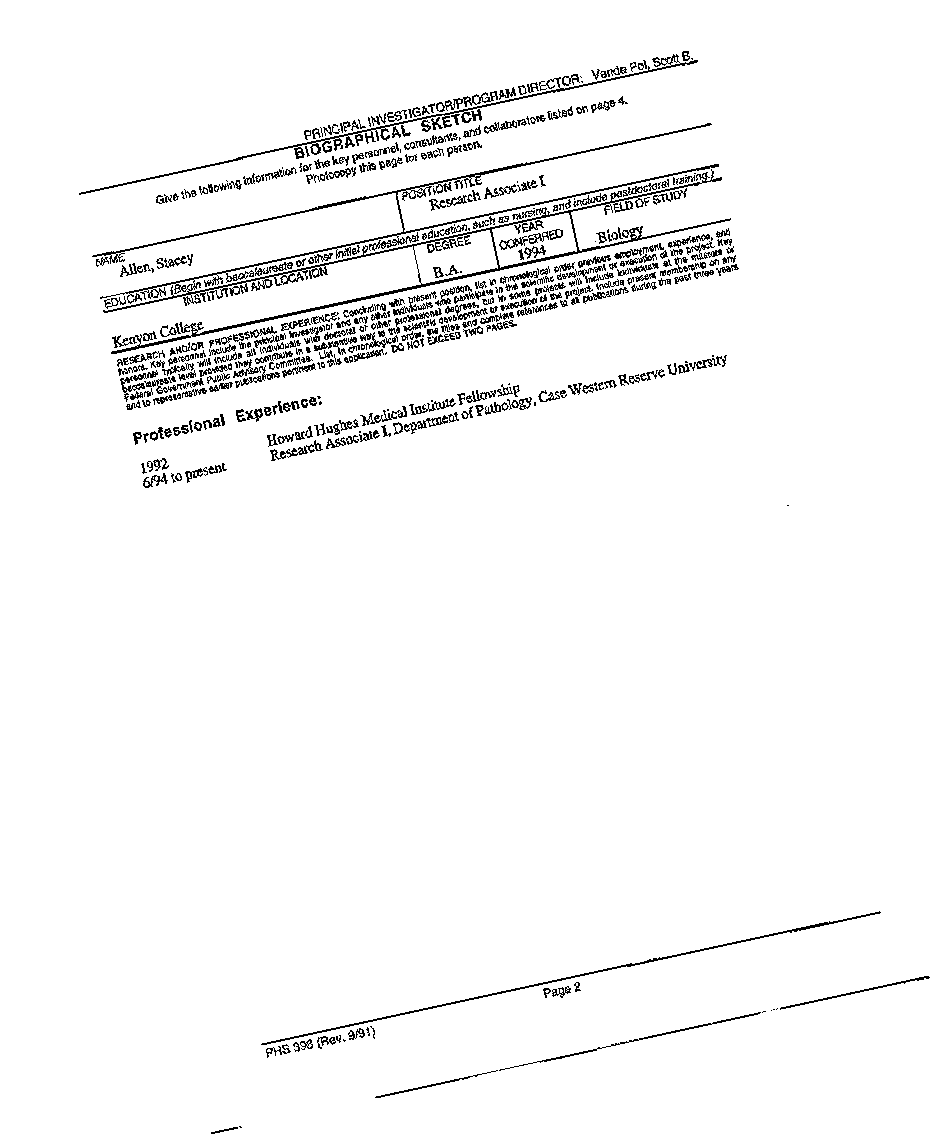 PRINCIPAL INVESTIGATOR/PROGRAM DIRECTOR: Vande Pol, Scott B.
BIOGRAPHICAL SKETCH
Give the following information for the key personnel, consultants, and collaborators listed on page 4.
Photocopy this page for each person.
NAME
Allen, Stacey
POSITION TITLE
Research Associate I
EDUCATION (Begin with baccalaureate or other initial professional education, such as nursing, and include postdoctoral training.)
INSTITUTION AND LOCATION
DEGREE
YEAR
CONFERRED
FIELD OF STUDY
Kenyon College
B.A.
1994
Biology
RESEARCH AND/OR PROFESSIONAL EXPERIENCE: Concluding with present position, list in chronological order previous employment, experience, and
honors. Key personnel include the principal investigator and any other individuals who participate in the scientific development or execution of the project. Key
personnel typically will include all individuals with doctoral or other professional degrees, but in some projects will include individuals at the masters or
baccalaureate level provided they contribute in a substantive way to the scientific development or execution of the project. Include present membership on any
Federal Government Public Advisory Committee. List, in chronological order, the titles and complete references to all publications during the past three years
and to representative earlier publications pertinent to this application. DO NOT EXCEED TWO PAGES.
Professional Experience:
1992 Howard Hughes Medical Institute Fellowship
6/94 to present Research Associate I, Department of Pathology, Case Western Reserve University
PHS 398 (Rev. 9/91)
Page 2